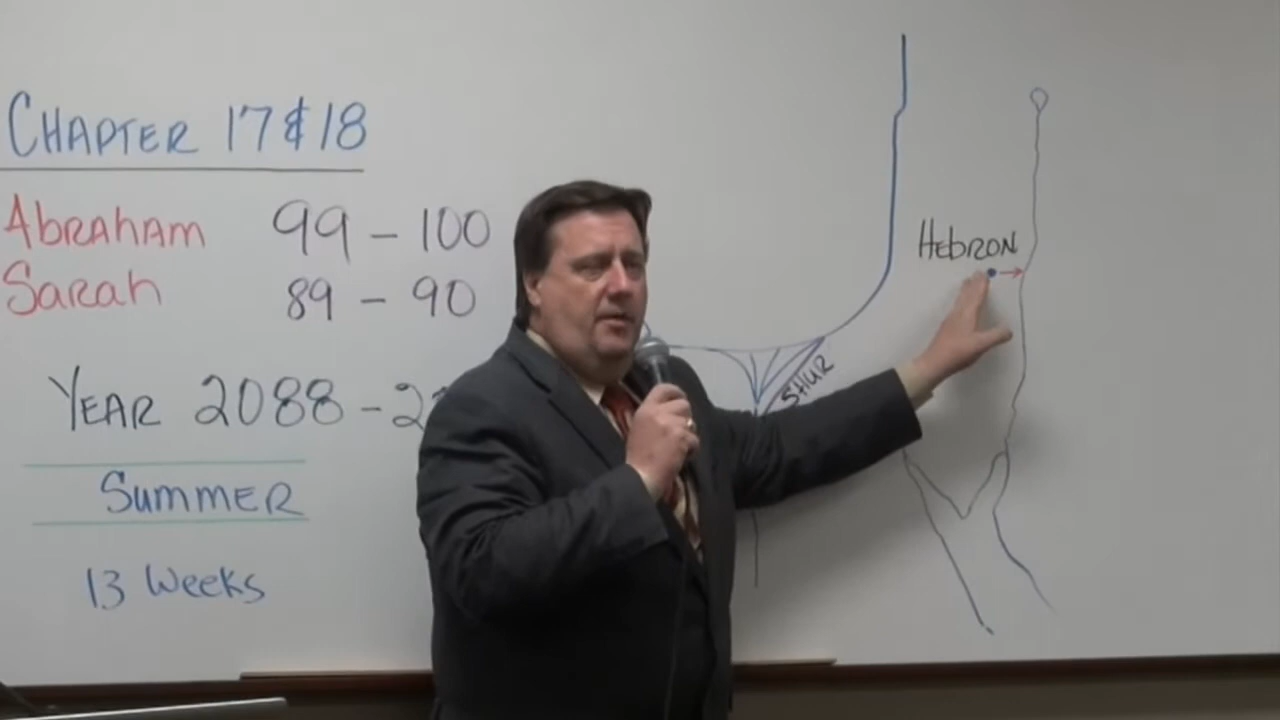 CHAPTER 17 & 18
Abraham 99 - 100
Sarah 89 - 90
YEAR 2088 -
Summer
13 Weeks
Hebron
SHUR